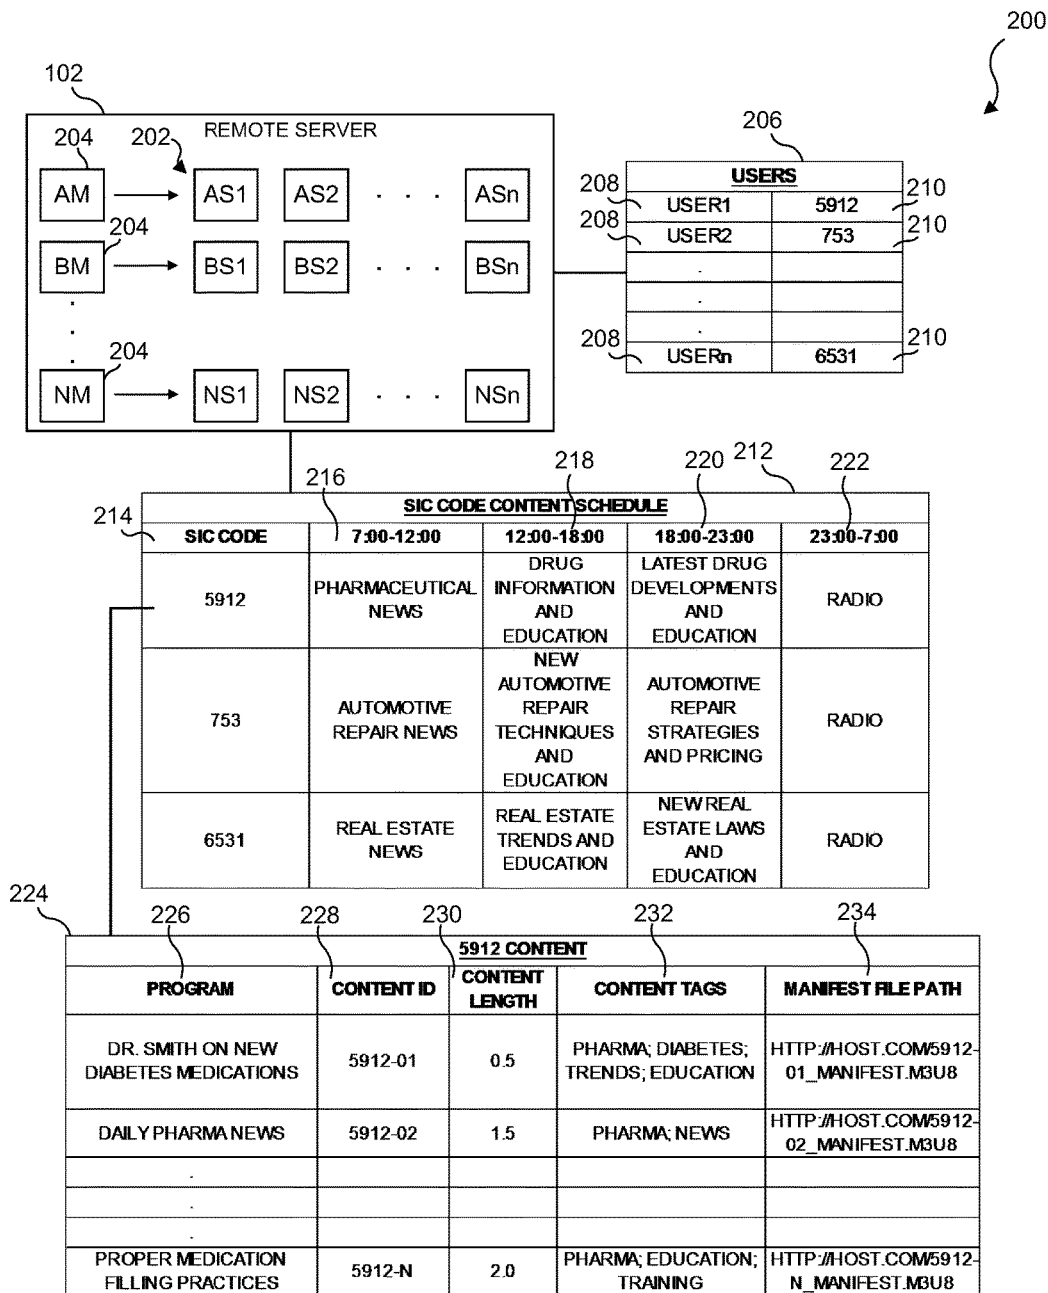 200
102
REMOTE SERVER
204
202
AM
AS1
AS2
. . .
ASn
204
BM
BS1
BS2
. . .
BSn
.
.
.
204
NM
NS1
NS2
. . .
NSn
206
USERS
208
USER1
5912
210
208
USER2
753
210
.
.
.
208
USERn
6531
210
212
SIC CODE CONTENT SCHEDULE
214
216
218
220
222
SIC CODE
7:00-12:00
12:00-18:00
18:00-23:00
23:00-7:00
5912
PHARMACEUTICAL
NEWS
DRUG
INFORMATION
AND
EDUCATION
LATEST DRUG
DEVELOPMENTS
AND
EDUCATION
RADIO
753
AUTOMOTIVE
REPAIR NEWS
NEW
AUTOMOTIVE
REPAIR
TECHNIQUES
AND
EDUCATION
AUTOMOTIVE
REPAIR
STRATEGIES
AND PRICING
RADIO
6531
REAL ESTATE
NEWS
REAL ESTATE
TRENDS AND
EDUCATION
NEW REAL
ESTATE LAWS
AND
EDUCATION
RADIO
224
226
228
230
232
234
5912 CONTENT
PROGRAM
CONTENT ID
CONTENT
LENGTH
CONTENT TAGS
MANIFEST FILE PATH
DR. SMITH ON NEW
DIABETES MEDICATIONS
5912-01
0.5
PHARMA; DIABETES;
TRENDS; EDUCATION
HTTP://HOST.COM/5912-
01_MANIFEST.M3U8
DAILY PHARMA NEWS
5912-02
1.5
PHARMA; NEWS
HTTP://HOST.COM/5912-
02_MANIFEST.M3U8
.
.
.
PROPER MEDICATION
FILLING PRACTICES
5912-N
2.0
PHARMA; EDUCATION;
TRAINING
HTTP://HOST.COM/5912-
N_MANIFEST.M3U8